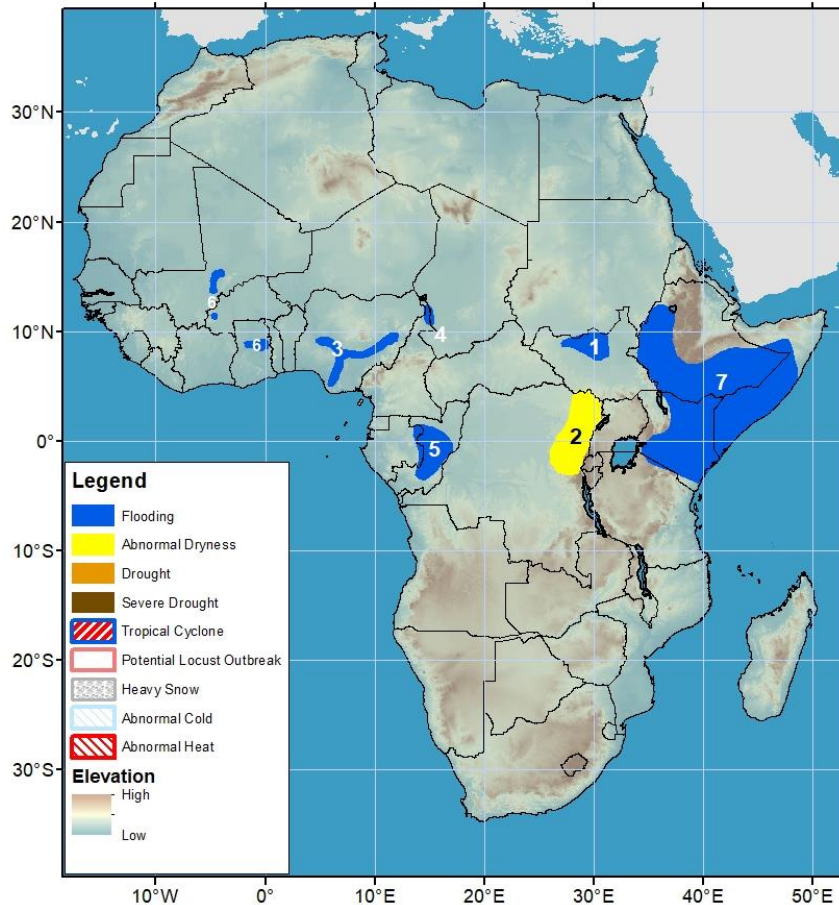 30°N
20°N
10°N
0°
10°S
20°S
30°S
6
6
3
4
1
7
2
5
Legend
Flooding
Abnormal Dryness
Drought
Severe Drought
Tropical Cyclone
Potential Locust Outbreak
Heavy Snow
Abnormal Cold
Abnormal Heat
Elevation
High
Low
10°W 0° 10°E 20°E 30°E 40°E 50°E